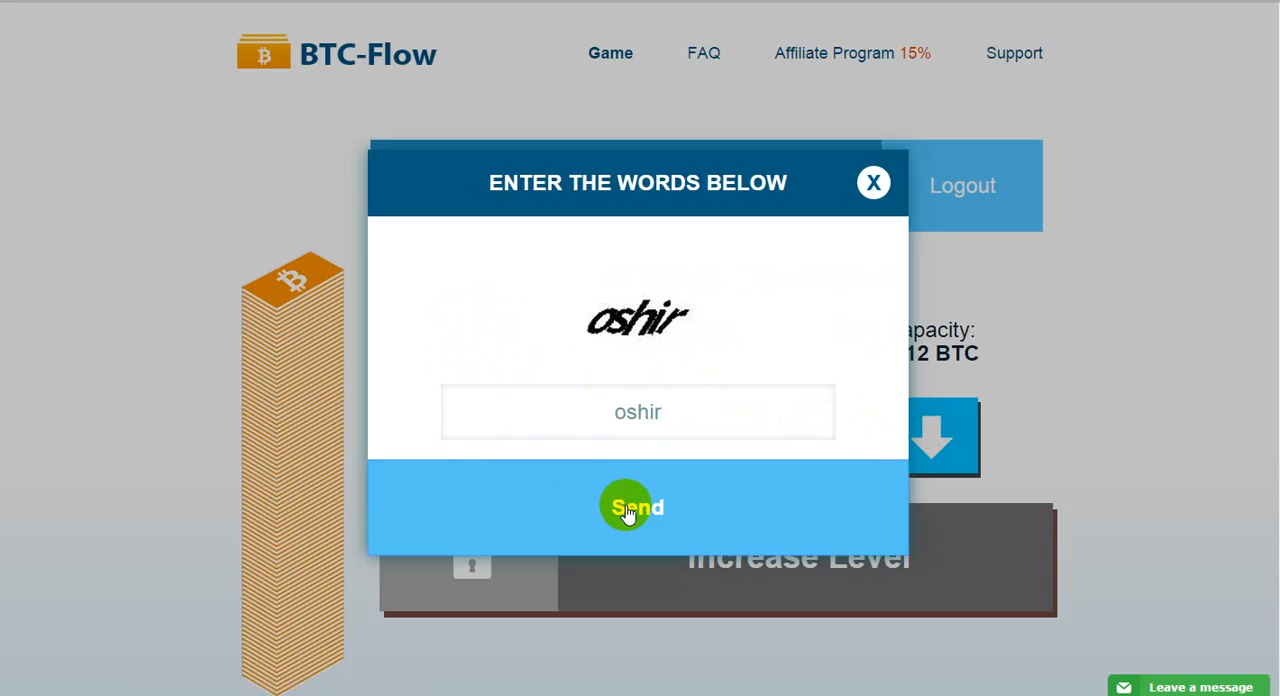 BTC-Flow
Game FAQ Affiliate Program 15% Support
ENTER THE WORDS BELOW X
Logout
oshir
apacity:
12 BTC
oshir
Send
Increase Level
Leave a message